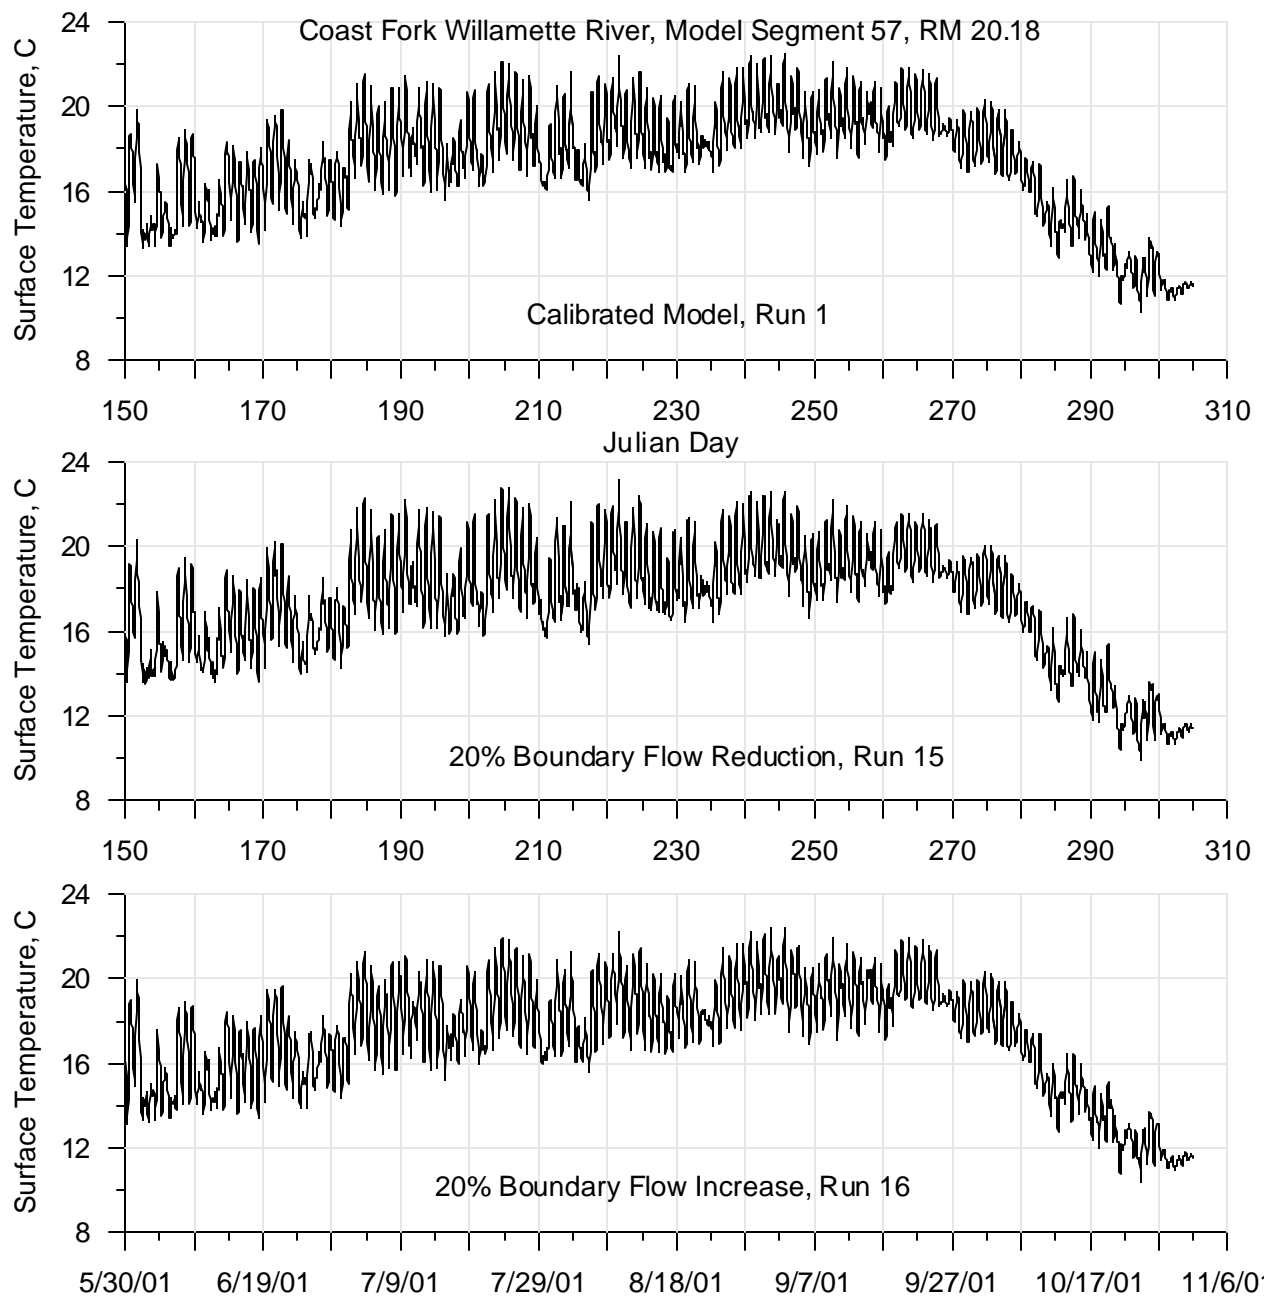 24
Coast Fork Willamette River, Model Segment 57, RM 20.18
20
16
12
8
Surface Temperature, C
Calibrated Model, Run 1
150 170 190 210 230 250 270 290 310
Julian Day
24
20
16
12
8
Surface Temperature, C
20% Boundary Flow Reduction, Run 15
150 170 190 210 230 250 270 290 310
24
20
16
12
8
Surface Temperature, C
20% Boundary Flow Increase, Run 16
5/30/01 6/19/01 7/9/01 7/29/01 8/18/01 9/7/01 9/27/01 10/17/01 11/6/01